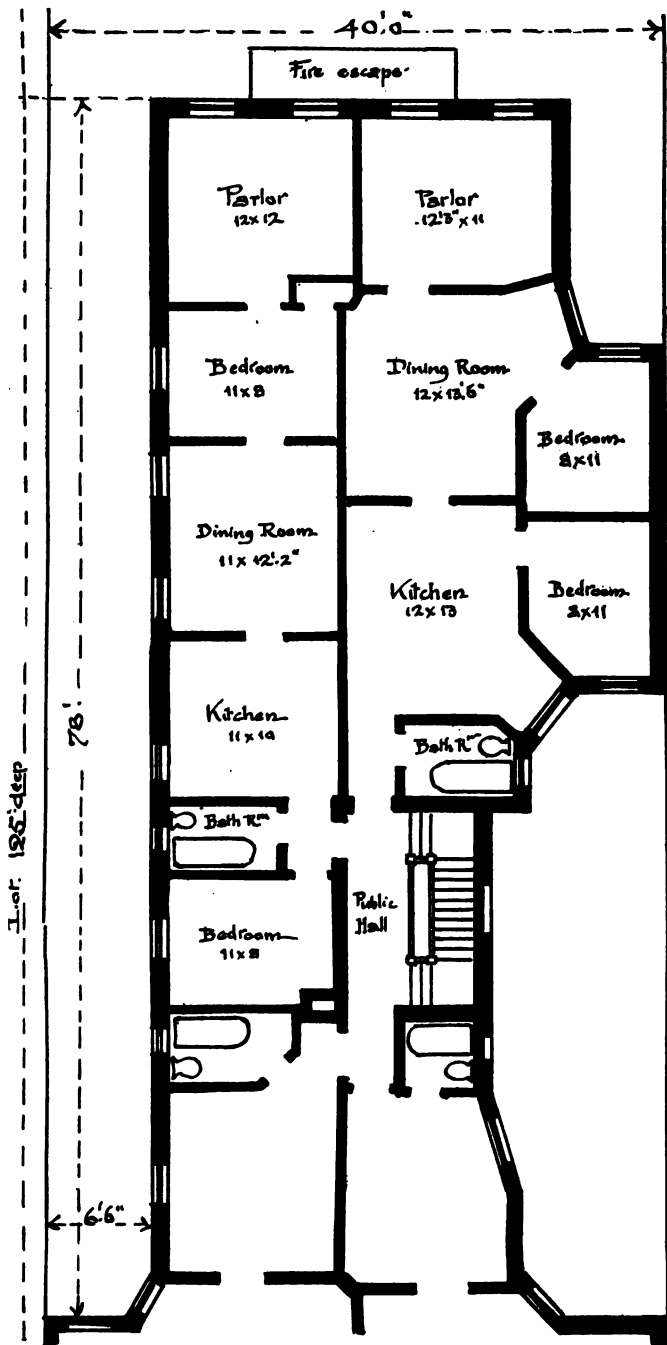 40'0"
Fire escape
Parlor
12x12
Parlor
12'3"x11
Bedroom
11x8
Dining Room
12x13'6"
Bedroom
8x11
Dining Room
11x12'.2"
Kitchen
12x13
Bedroom
8x11
Kitchen
11x10
Bath Rm
Bath Rm
Public
Hall
Bedroom
11x8
78'
Lot 125' deep
6'6"